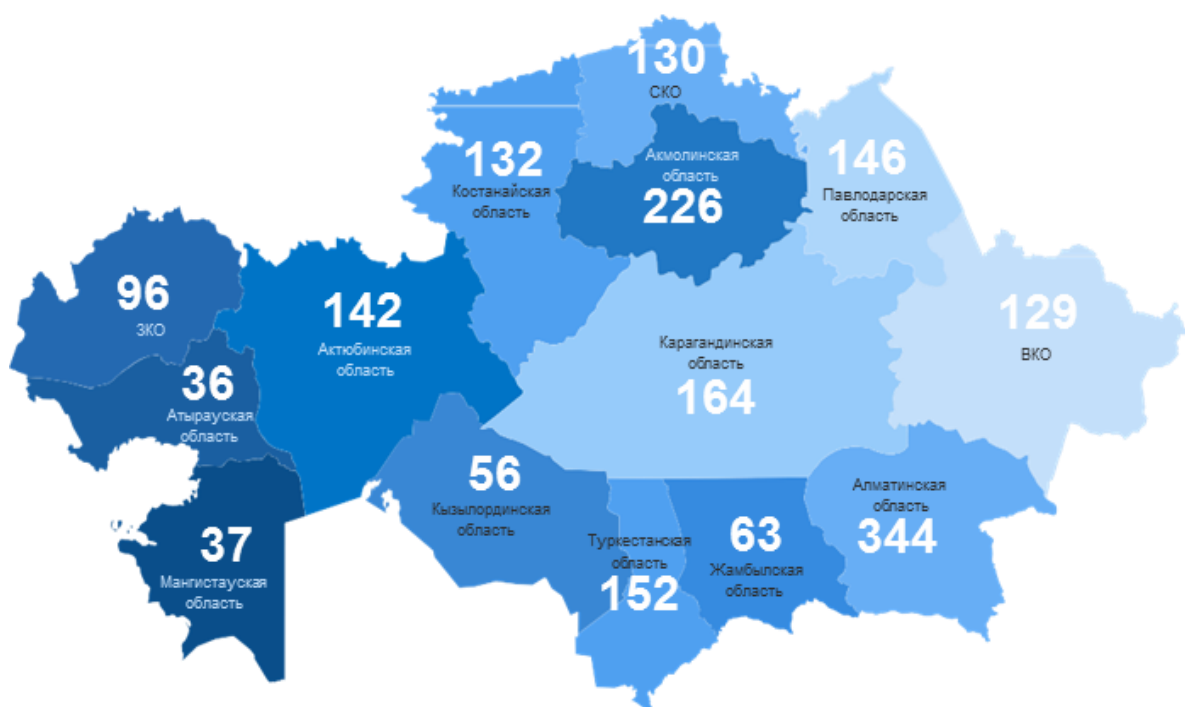 130
СКО
132
Костанайская
область
Акмолинская
область
226
146
Павлодарская
область
96
ЗКО
142
Актюбинская
область
129
ВКО
Карагандинская
область
164
36
Атырауская
область
56
Кызылординская
область
Алматинская
область
344
37
Мангистауская
область
Туркестанская
область
152
63
Жамбылская
область